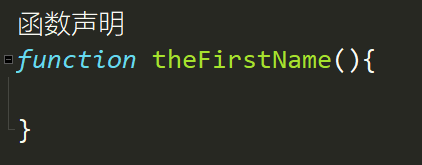 函数声明
function theFirstName(){
}